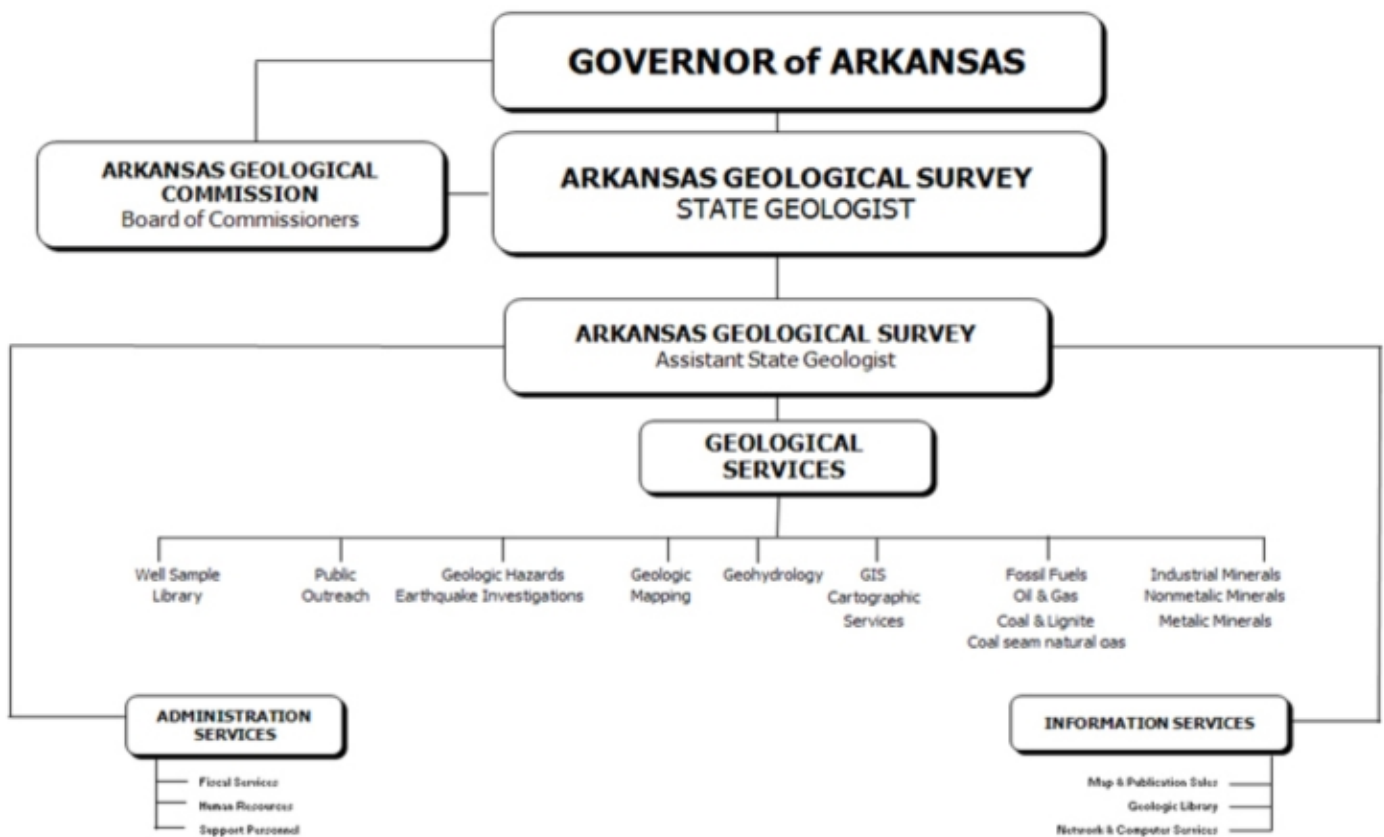 GOVERNOR of ARKANSAS
ARKANSAS GEOLOGICAL
COMMISSION
Board of Commissioners
ARKANSAS GEOLOGICAL SURVEY
STATE GEOLOGIST
ARKANSAS GEOLOGICAL SURVEY
Assistant State Geologist
GEOLOGICAL
SERVICES
Well Sample
Library
Public
Outreach
Geologic Hazards
Earthquake Investigations
Geologic
Mapping
Geohydrology
GIS
Cartographic
Services
Fossil Fuels
Oil & Gas
Coal & Lignite
Coal seam natural gas
Industrial Minerals
Nonmetalic Minerals
Metalic Minerals
ADMINISTRATION
SERVICES
Fiscal Services
Human Resources
Support Personnel
INFORMATION SERVICES
Map & Publication Sales
Geologic Library
Network & Computer Services